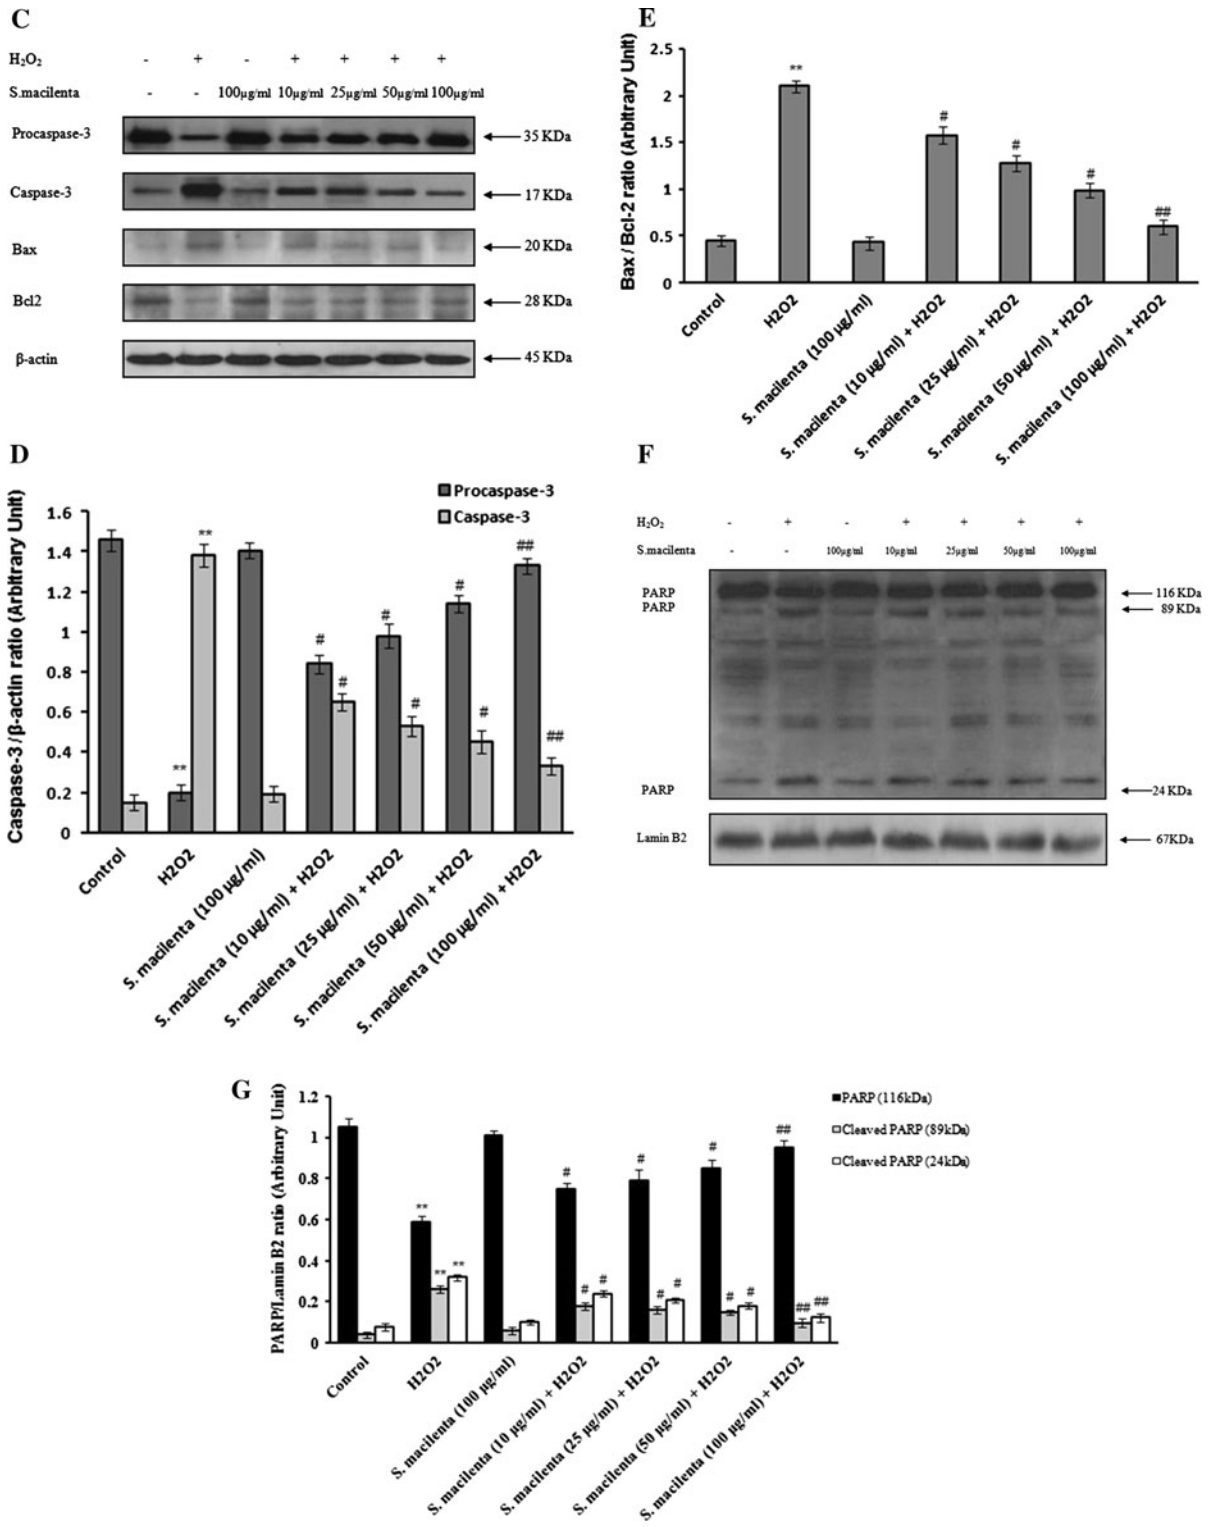 C
H₂O₂ - + - + + + +
S.macilenta - - 100µg/ml 10µg/ml 25µg/ml 50µg/ml 100µg/ml
Procaspase-3 35 KDa
Caspase-3 17 KDa
Bax 20 KDa
Bcl2 28 KDa
β-actin 45 KDa
E
Bax / Bcl-2 ratio (Arbitrary Unit)
2.5
2
1.5
1
0.5
0
**
#
#
#
##
Control
H2O2
S. macilenta (100 µg/ml)
S. macilenta (10 µg/ml) + H2O2
S. macilenta (25 µg/ml) + H2O2
S. macilenta (50 µg/ml) + H2O2
S. macilenta (100 µg/ml) + H2O2
D
Caspase-3 / β-actin ratio (Arbitrary Unit)
Procaspase-3
Caspase-3
1.6
1.4
1.2
1
0.8
0.6
0.4
0.2
0
**
**
#
#
#
#
#
#
##
##
Control
H2O2
S. macilenta (100 µg/ml)
S. macilenta (10 µg/ml) + H2O2
S. macilenta (25 µg/ml) + H2O2
S. macilenta (50 µg/ml) + H2O2
S. macilenta (100 µg/ml) + H2O2
F
H₂O₂ - + - + + + +
S.macilenta - - 100µg/ml 10µg/ml 25µg/ml 50µg/ml 100µg/ml
PARP 116 KDa
PARP 89 KDa
PARP 24 KDa
Lamin B2 67KDa
G
PARP/Lamin B2 ratio (Arbitrary Unit)
PARP (116kDa)
Cleaved PARP (89kDa)
Cleaved PARP (24kDa)
1.2
1
0.8
0.6
0.4
0.2
0
**
**
**
#
#
#
#
#
#
#
#
#
##
##
##
Control
H2O2
S. macilenta (100 µg/ml)
S. macilenta (10 µg/ml) + H2O2
S. macilenta (25 µg/ml) + H2O2
S. macilenta (50 µg/ml) + H2O2
S. macilenta (100 µg/ml) + H2O2